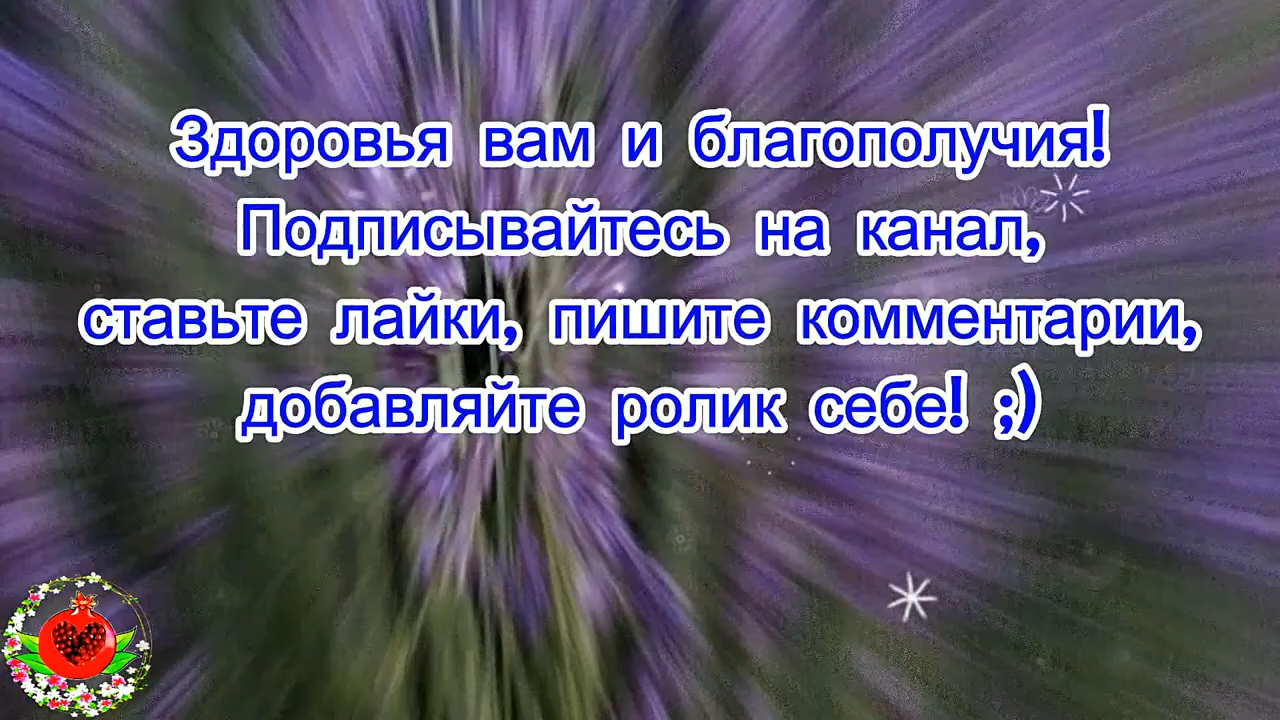 Здоровья вам и благополучия!
Подписывайтесь на канал,
ставьте лайки, пишите комментарии,
добавляйте ролик себе! ;)